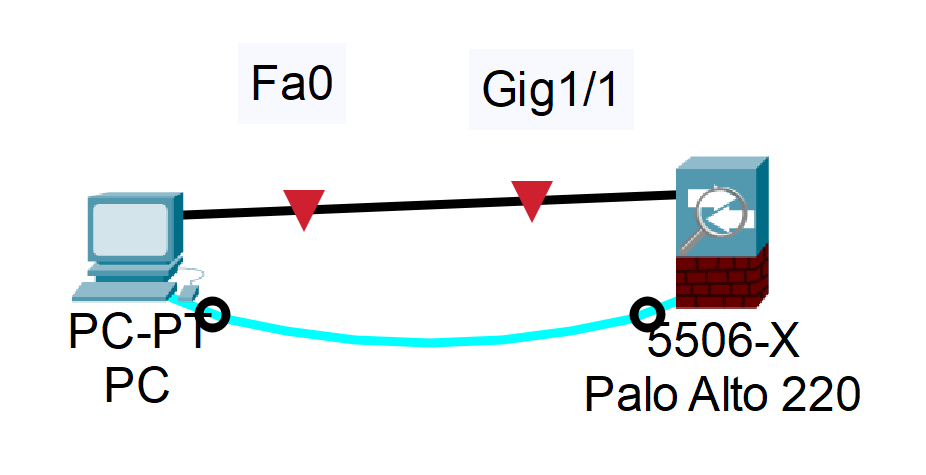 Fa0
Gig1/1
PC-PT
PC
5506-X
Palo Alto 220